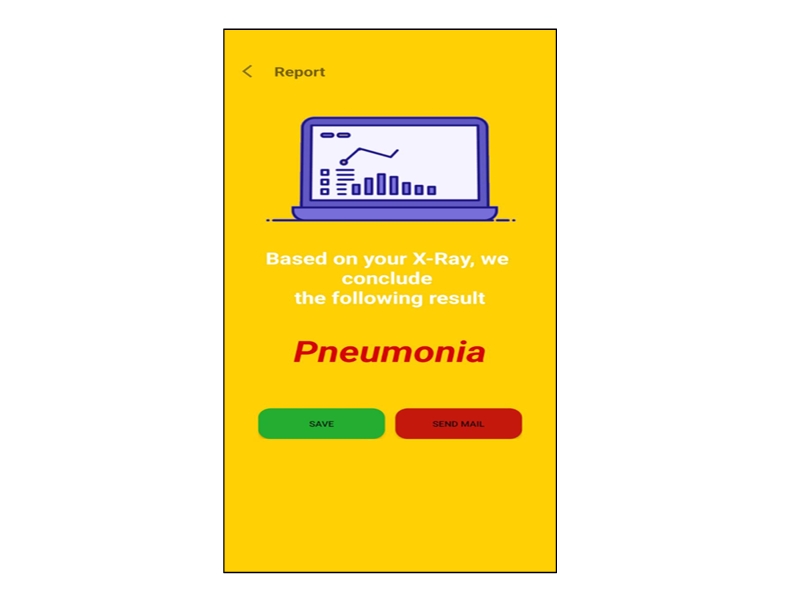 Report
Based on your X-Ray, we
conclude
the following result
Pneumonia
SAVE
SEND MAIL